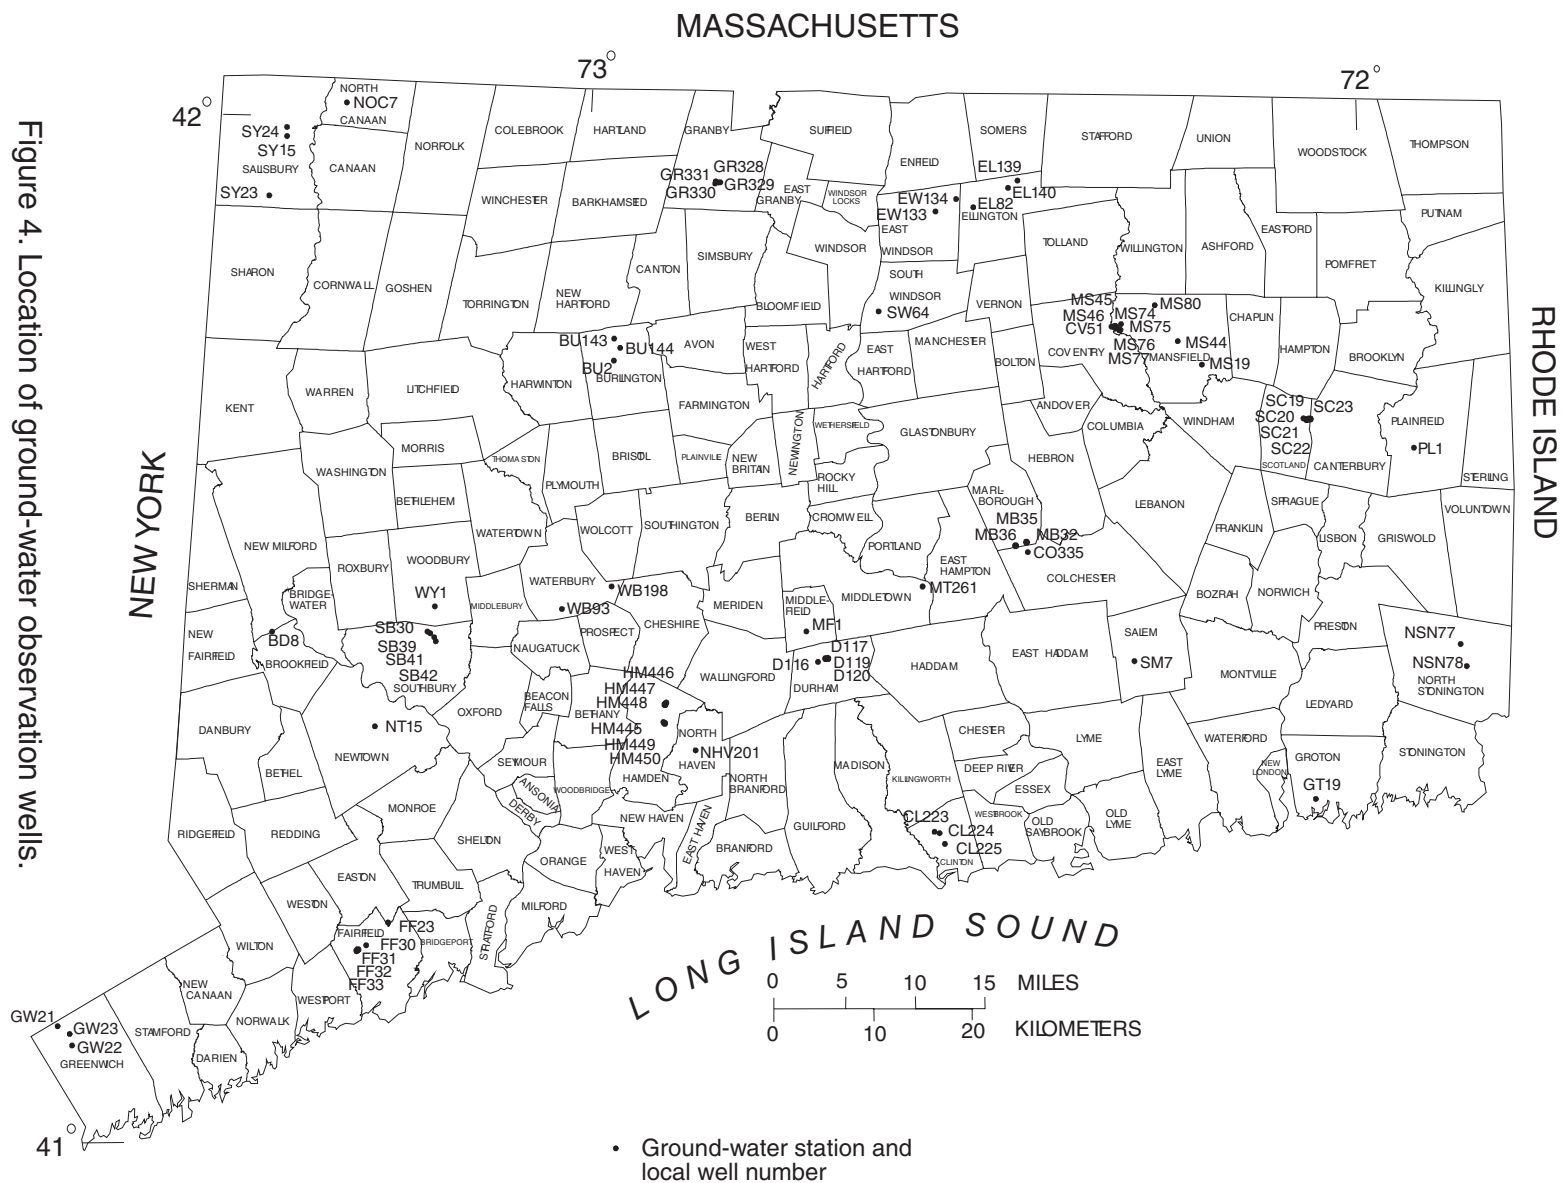 MASSACHUSETTS
73°
72°
42°
NORTH
NOC7
CANAAN
SY24
SY15
SALISBURY
SY23
CANAAN
NORFOLK
COLEBROOK
HARTLAND
GRANBY
SUFFIELD
ENFIELD
SOMERS
STAFFORD
UNION
WOODSTOCK
THOMPSON
WINCHESTER
BARKHAMSTED
GR331
GR328
GR330
GR329
EAST
GRANBY
WINDSOR
LOCKS
EL139
EL140
EW134
EL82
EW133
ELLINGTON
EAST
WINDSOR
PUTNAM
SHARON
CORNWALL
GOSHEN
TORRINGTON
NEW
HARTFORD
CANTON
SIMSBURY
WINDSOR
BLOOMFIELD
SOUTH
WINDSOR
SW64
VERNON
TOLLAND
WILLINGTON
ASHFORD
EASTFORD
POMFRET
KILLINGLY
MS45
MS80
MS46
MS74
CV51
MS75
MS76
MS44
MS77
MANSFIELD
MS19
COVENTRY
CHAPLIN
HAMPTON
BROOKLYN
BU143
BU144
BU2
BURLINGTON
AVON
WEST
HARTFORD
HARTFORD
EAST
HARTFORD
MANCHESTER
BOLTON
KENT
WARREN
LITCHFIELD
HARWINTON
FARMINGTON
NEWINGTON
WETHERSFIELD
GLASTONBURY
ANDOVER
COLUMBIA
WINDHAM
SC19
SC20
SC23
SC21
SC22
SCOTLAND
CANTERBURY
PLAINFIELD
PL1
STERLING
WASHINGTON
MORRIS
THOMASTON
BRISTOL
PLAINVILLE
NEW
BRITAIN
ROCKY
HILL
HEBRON
BETHLEHEM
PLYMOUTH
MARL-
BOROUGH
LEBANON
SPRAGUE
VOLUNTOWN
NEW MILFORD
ROXBURY
WOODBURY
WATERTOWN
WOLCOTT
SOUTHINGTON
BERLIN
CROMWELL
PORTLAND
EAST
HAMPTON
MB35
MB36
MB32
CO335
COLCHESTER
FRANKLIN
LISBON
GRISWOLD
SHERMAN
BRIDGE-
WATER
WY1
MIDDLEBURY
WATERBURY
WB198
WB93
MERIDEN
MIDDLE-
FIELD
MF1
MIDDLETOWN
MT261
BOZRAH
NORWICH
PRESTON
NEW
FAIRFIELD
BD8
BROOKFIELD
SB30
SB39
SB41
SB42
SOUTHBURY
NAUGATUCK
PROSPECT
CHESHIRE
HM446
HM447
HM448
HM445
HM449
HM450
WALLINGFORD
D117
D116
D119
D120
DURHAM
HADDAM
EAST HADDAM
SALEM
SM7
MONTVILLE
NSN77
NSN78
NORTH
STONINGTON
DANBURY
NT15
NEWTOWN
OXFORD
BEACON
FALLS
BETHANY
NORTH
HAVEN
NHV201
LEDYARD
BETHEL
SEYMOUR
ANSONIA
DERBY
WOODBRIDGE
HAMDEN
NORTH
BRANFORD
MADISON
KILLINGWORTH
CHESTER
DEEP RIVER
ESSEX
LYME
EAST
LYME
WATERFORD
NEW
LONDON
GROTON
GT19
STONINGTON
RIDGEFIELD
REDDING
MONROE
SHELTON
NEW HAVEN
EAST HAVEN
BRANFORD
GUILFORD
CL223
CL224
CL225
CLINTON
WESTBROOK
OLD
SAYBROOK
OLD
LYME
ORANGE
WEST
HAVEN
EASTON
TRUMBULL
WESTON
MILFORD
STRATFORD
BRIDGEPORT
FAIRFIELD
FF23
FF30
FF31
FF32
FF33
WILTON
NEW
CANAAN
WESTPORT
NORWALK
DARIEN
STAMFORD
GW21
GW23
GW22
GREENWICH
41°
NEW YORK
RHODE ISLAND
LONG ISLAND SOUND
0 5 10 15 MILES
0 10 20 KILOMETERS
Ground-water station and
local well number
Figure 4. Location of ground-water observation wells.